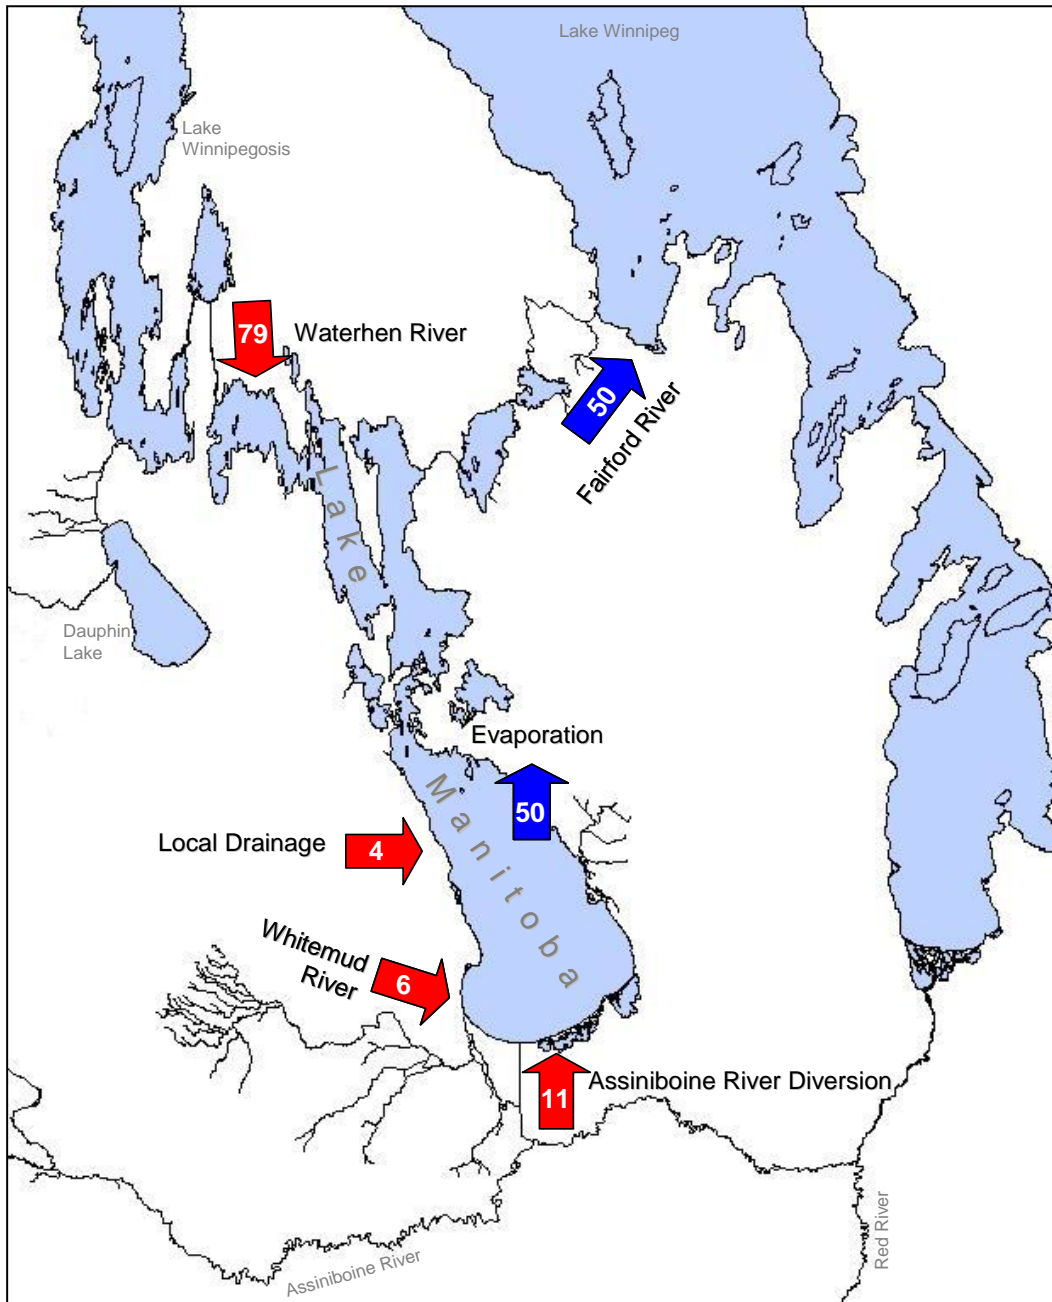 Lake Winnipeg
Lake
Winnipegosis
79
Waterhen River
50
Fairford River
Lake
Dauphin
Lake
Evaporation
50
Manitoba
Local Drainage
4
Whitemud
River
6
Assiniboine River Diversion
11
Red River
Assiniboine River